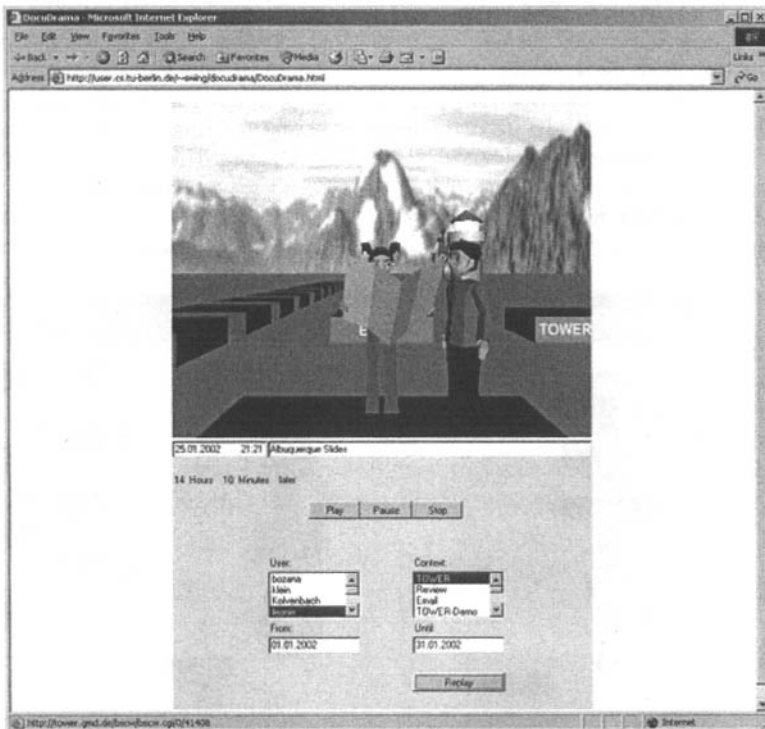 DocuDrama - Microsoft Internet Explorer
File Edit View Favorites Tools Help
Back Search Favorites Media
Links
Address http://user.cs.tu-berlin.de/~swing/docudrama/DocuDrama.html Go
TOWER
25.01.2002 21:21 Albuquerque Slides
14 Hours 10 Minutes later
Play Pause Stop
User: Context:
bozana TOWER
klein Review
Kolvenbach Email
TOWER-Demo
From: Until:
01.01.2002 31.01.2002
Replay
http://tower.gmd.de/bscw/bscw.cgi/0/41408 Internet